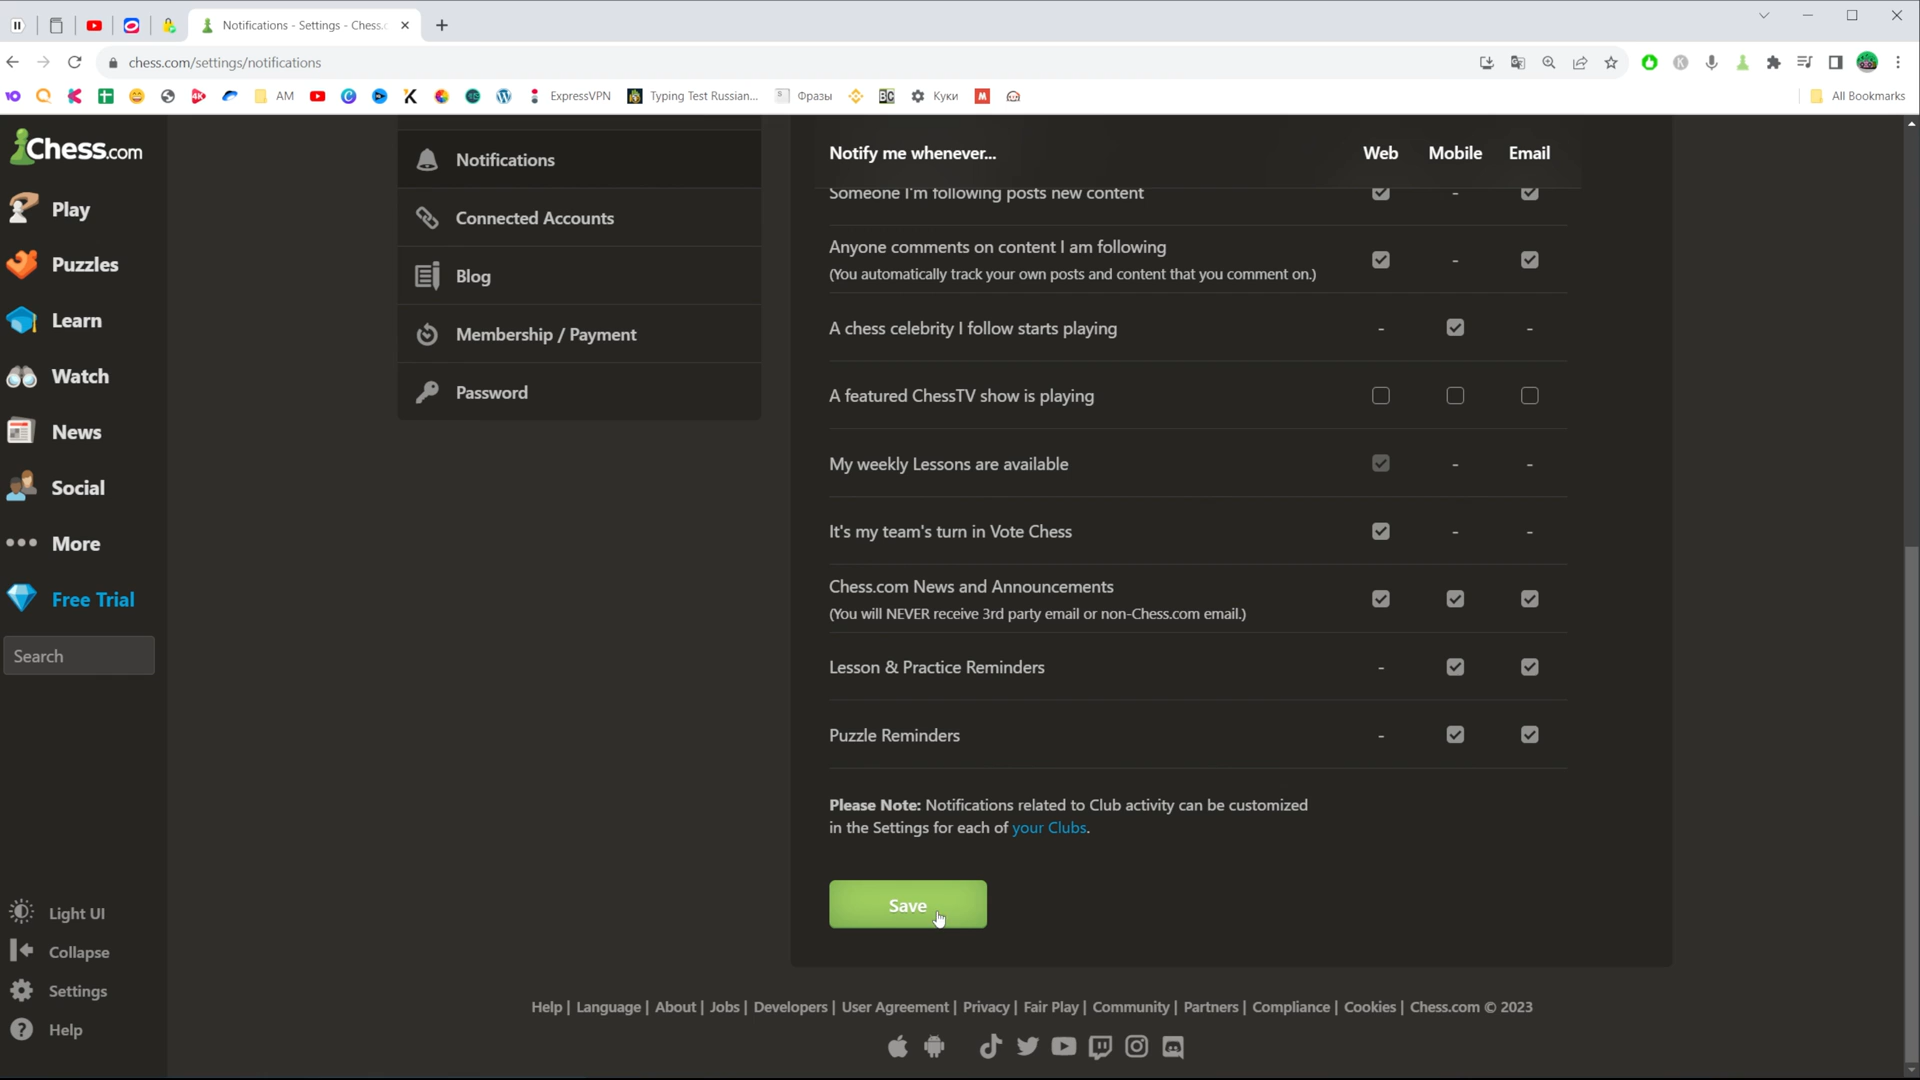 Notifications - Settings - Chess.c
chess.com/settings/notifications
AM
ExpressVPN
Typing Test Russian...
Фразы
Куки
All Bookmarks
Chess.com
Play
Puzzles
Learn
Watch
News
Social
More
Free Trial
Search
Light UI
Collapse
Settings
Help
Notifications
Connected Accounts
Blog
Membership / Payment
Password
Notify me whenever... Web Mobile Email
Someone I'm following posts new content -
Anyone comments on content I am following
(You automatically track your own posts and content that you comment on.) -
A chess celebrity I follow starts playing - -
A featured ChessTV show is playing
My weekly Lessons are available - -
It's my team's turn in Vote Chess - -
Chess.com News and Announcements
(You will NEVER receive 3rd party email or non-Chess.com email.)
Lesson & Practice Reminders -
Puzzle Reminders -
Please Note: Notifications related to Club activity can be customized
in the Settings for each of your Clubs.
Save
Help | Language | About | Jobs | Developers | User Agreement | Privacy | Fair Play | Community | Partners | Compliance | Cookies | Chess.com © 2023